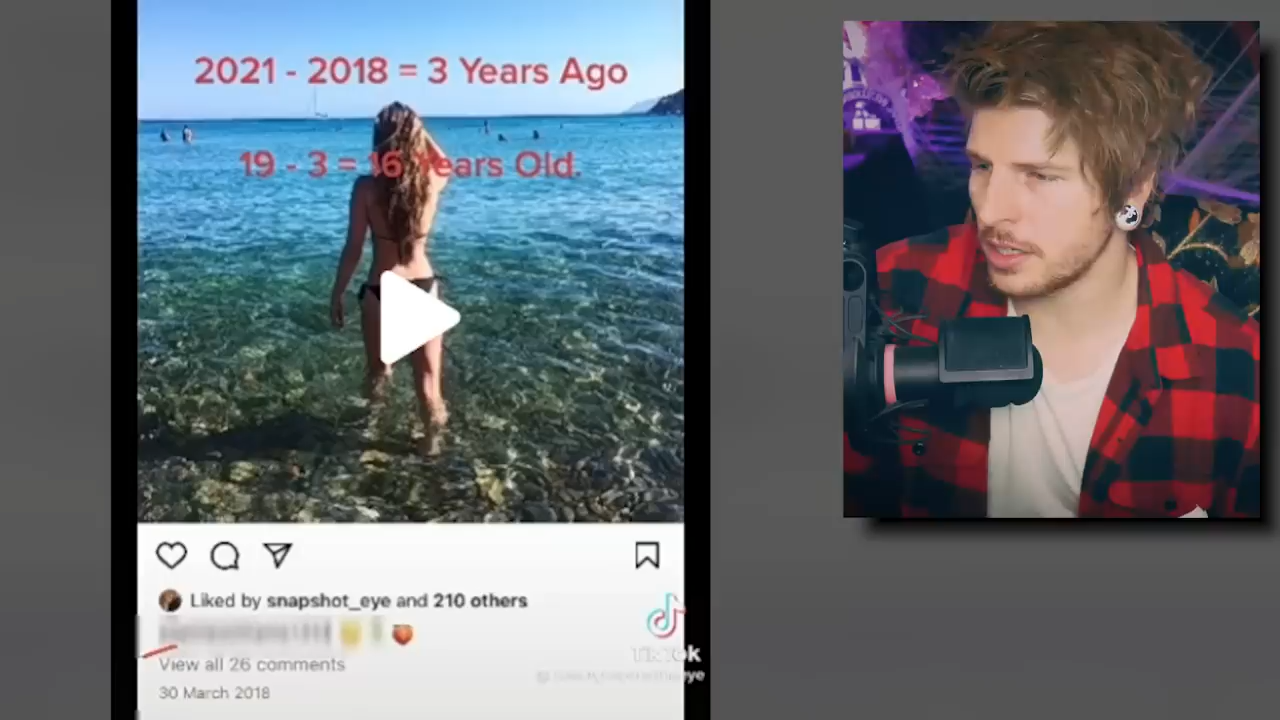 2021 - 2018 = 3 Years Ago
19 - 3 = 16 Years Old.
Liked by snapshot_eye and 210 others
View all 26 comments
30 March 2018
TikTok